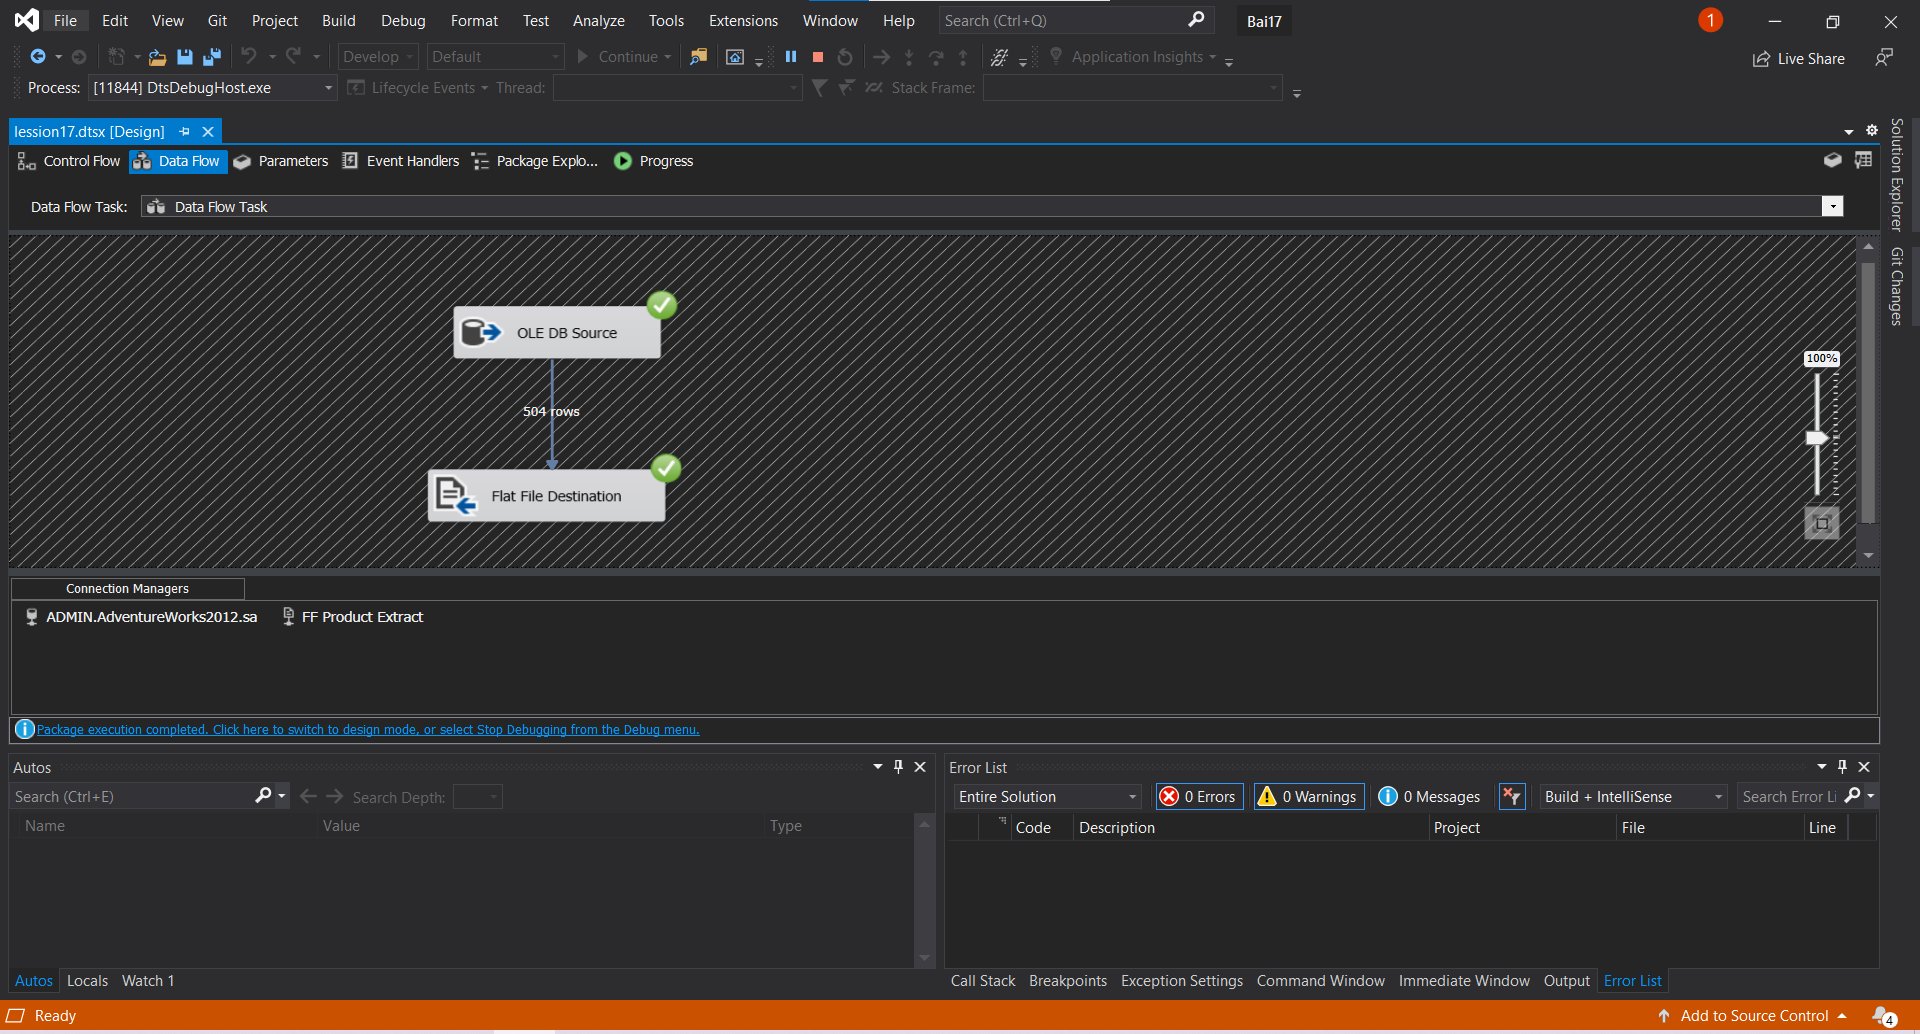 File Edit View Git Project Build Debug Format Test Analyze Tools Extensions Window Help Search (Ctrl+Q) Bai17 1
Develop Default Continue Application Insights Live Share
Process: [11844] DtsDebugHost.exe Lifecycle Events Thread: Stack Frame:
lession17.dtsx [Design]
Control Flow Data Flow Parameters Event Handlers Package Explo... Progress
Data Flow Task: Data Flow Task
OLE DB Source
504 rows
Flat File Destination
100%
Solution Explorer
Git Changes
Connection Managers
ADMIN.AdventureWorks2012.sa FF Product Extract
Package execution completed. Click here to switch to design mode, or select Stop Debugging from the Debug menu.
Autos
Search (Ctrl+E) Search Depth:
Name Value Type
Autos Locals Watch 1
Error List
Entire Solution 0 Errors 0 Warnings 0 Messages Build + IntelliSense Search Error Li
Code Description Project File Line
Call Stack Breakpoints Exception Settings Command Window Immediate Window Output Error List
Ready Add to Source Control 4